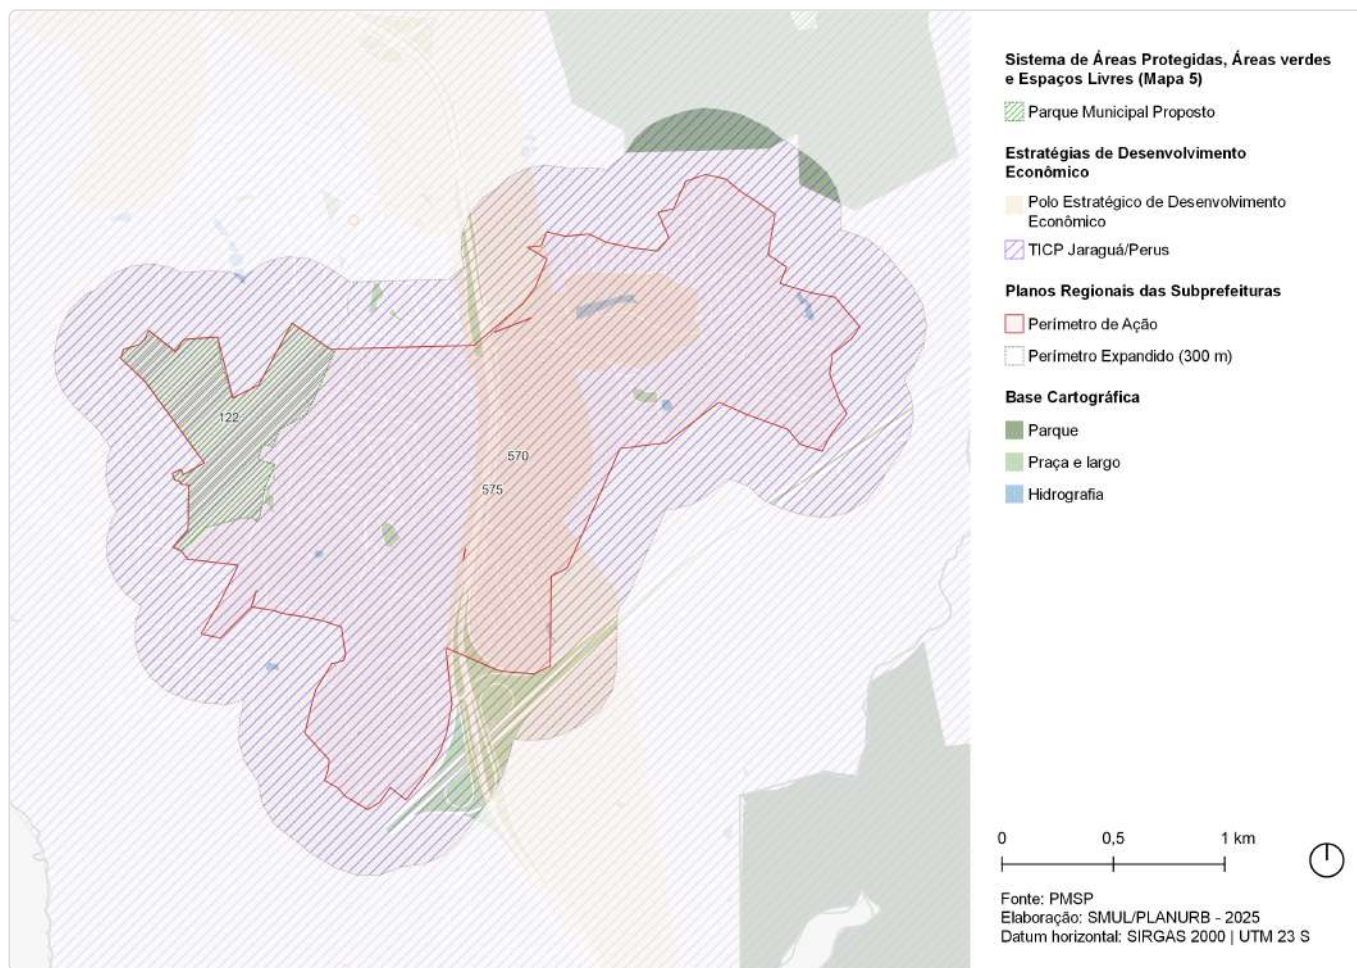 122
570
575
Sistema de Áreas Protegidas, Áreas verdes
e Espaços Livres (Mapa 5)
Parque Municipal Proposto
Estratégias de Desenvolvimento
Econômico
Polo Estratégico de Desenvolvimento
Econômico
TICP Jaraguá/Perus
Planos Regionais das Subprefeituras
Perímetro de Ação
Perímetro Expandido (300 m)
Base Cartográfica
Parque
Praça e largo
Hidrografia
0 0,5 1 km
Fonte: PMSP
Elaboração: SMUL/PLANURB - 2025
Datum horizontal: SIRGAS 2000 | UTM 23 S